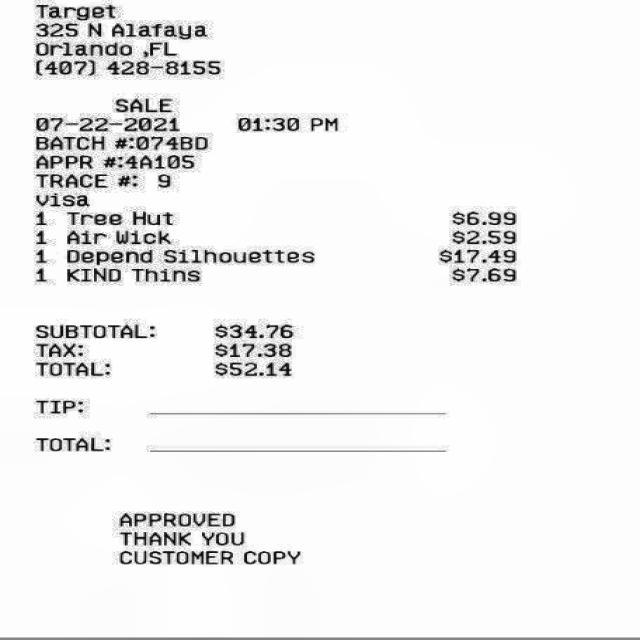 Target
325 N Alafaya
Orlando ,FL
(407) 428-8155
SALE
07-22-2021 01:30 PM
BATCH #:074BD
APPR #:4A105
TRACE #: 9
visa
1 Tree Hut $6.99
1 Air Wick $2.59
1 Depend Silhouettes $17.49
1 KIND Thins $7.69
SUBTOTAL: $34.76
TAX: $17.38
TOTAL: $52.14
TIP:
TOTAL:
APPROVED
THANK YOU
CUSTOMER COPY